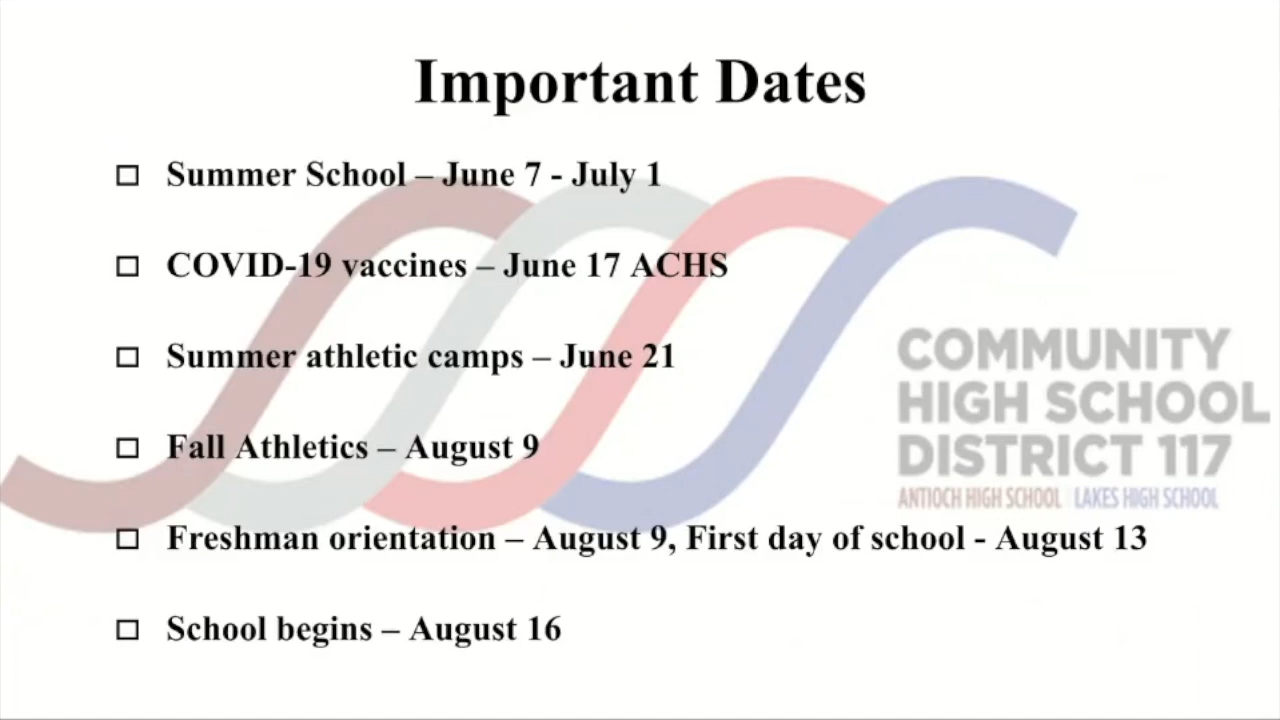 Important Dates
Summer School – June 7 - July 1
COVID-19 vaccines – June 17 ACHS
Summer athletic camps – June 21
Fall Athletics – August 9
Freshman orientation – August 9, First day of school - August 13
School begins – August 16
COMMUNITY
HIGH SCHOOL
DISTRICT 117
ANTIOCH HIGH SCHOOL | LAKES HIGH SCHOOL